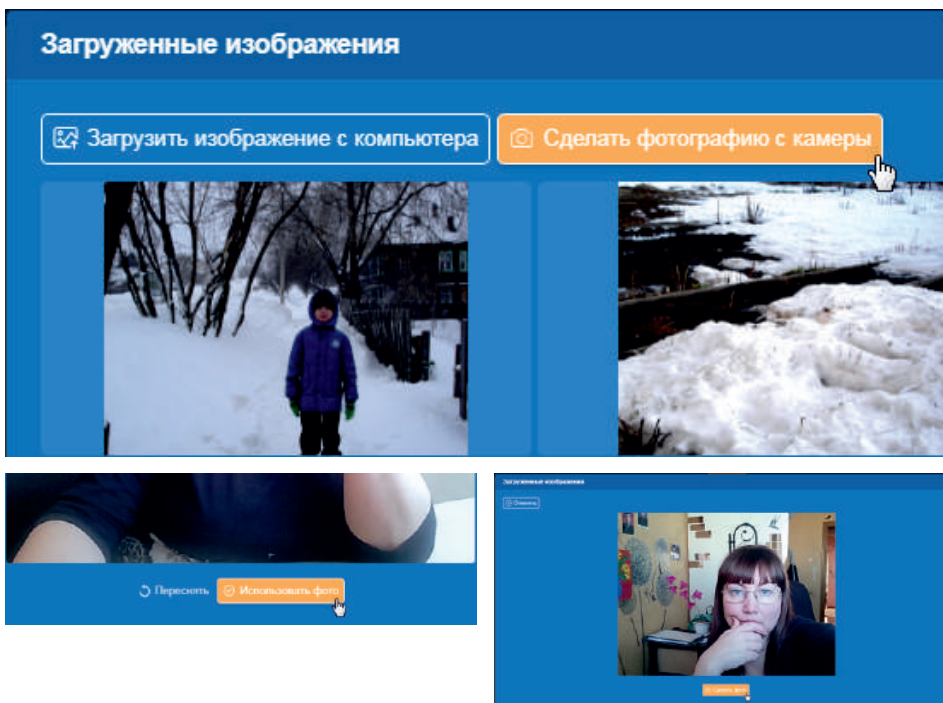 Загруженные изображения
Загрузить изображение с компьютера
Сделать фотографию с камеры
Переснять
Использовать фото
Загруженные изображения
Отменить
Сделать фото